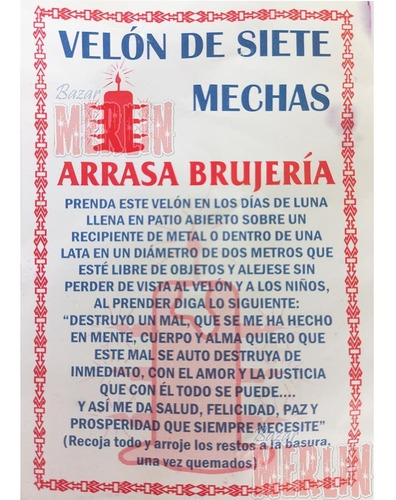 VELÓN DE SIETE
MECHAS
Bazar
MERLIN
ARRASA BRUJERÍA
PRENDA ESTE VELÓN EN LOS DÍAS DE LUNA
LLENA EN PATIO ABIERTO SOBRE UN
RECIPIENTE DE METAL O DENTRO DE UNA
LATA EN UN DIÁMETRO DE DOS METROS QUE
ESTÉ LIBRE DE OBJETOS Y ALEJESE SIN
PERDER DE VISTA AL VELÓN Y A LOS NIÑOS,
AL PRENDER DIGA LO SIGUIENTE:
“DESTRUYO UN MAL, QUE SE ME HA HECHO
EN MENTE, CUERPO Y ALMA QUIERO QUE
ESTE MAL SE AUTO DESTRUYA DE
INMEDIATO, CON EL AMOR Y LA JUSTICIA
QUE CON ÉL TODO SE PUEDE....
Y ASÍ ME DA SALUD, FELICIDAD, PAZ Y
PROSPERIDAD QUE SIEMPRE NECESITE”
(Recoja todo y arroje los restos a la basura,
una vez quemados)
Bazar
MERLIN